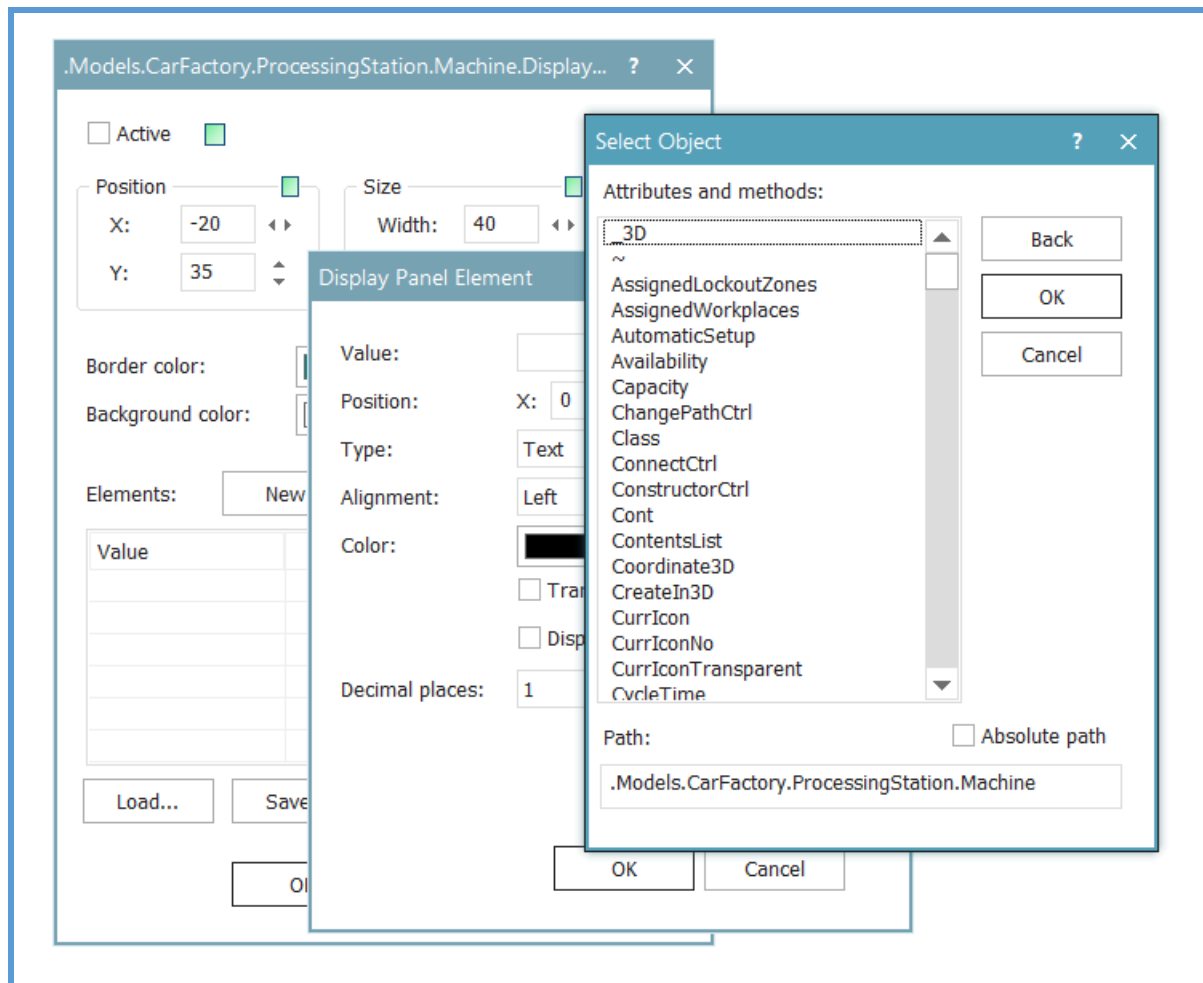 .Models.CarFactory.ProcessingStation.Machine.Display... ? ×
Active
Position
X: -20
Y: 35
Size
Width: 40
Border color:
Background color:
Elements: New
Value
Load...
Save
Display Panel Element
Value:
Position: X: 0
Type: Text
Alignment: Left
Color:
Decimal places: 1
OK Cancel
Select Object ? ×
Attributes and methods:
_3D
~
AssignedLockoutZones
AssignedWorkplaces
AutomaticSetup
Availability
Capacity
ChangePathCtrl
Class
ConnectCtrl
ConstructorCtrl
Cont
ContentsList
Coordinate3D
CreateIn3D
CurrIcon
CurrIconNo
CurrIconTransparent
CycleTime
Back
OK
Cancel
Path:
Absolute path
.Models.CarFactory.ProcessingStation.Machine